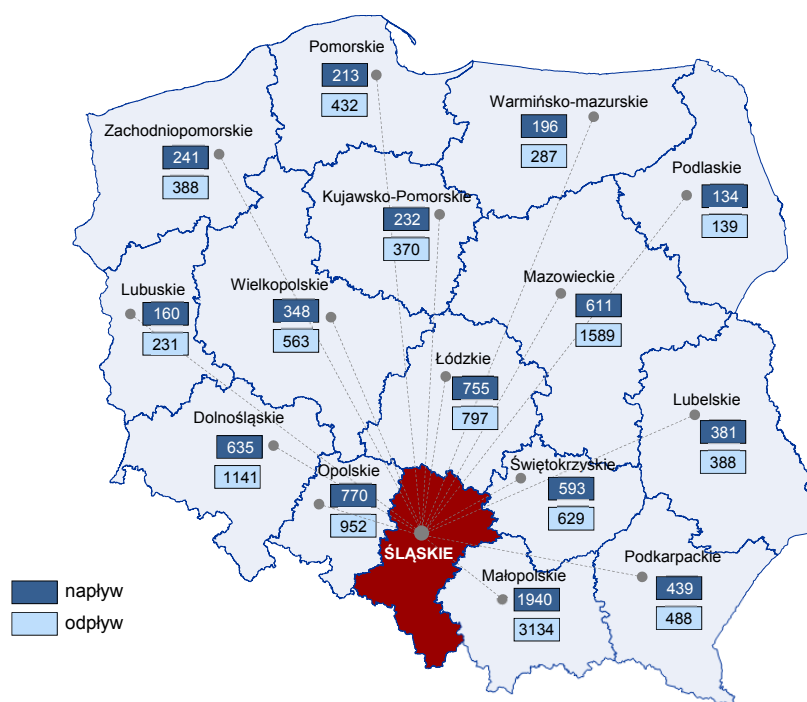 Pomorskie
213
432
Warmińsko-mazurskie
196
287
Zachodniopomorskie
241
388
Podlaskie
134
139
Kujawsko-Pomorskie
232
370
Mazowieckie
611
1589
Lubuskie
160
231
Wielkopolskie
348
563
Łódzkie
755
797
Lubelskie
381
388
Dolnośląskie
635
1141
Opolskie
770
952
Świętokrzyskie
593
629
ŚLĄSKIE
Małopolskie
1940
3134
Podkarpackie
439
488
napływ
odpływ